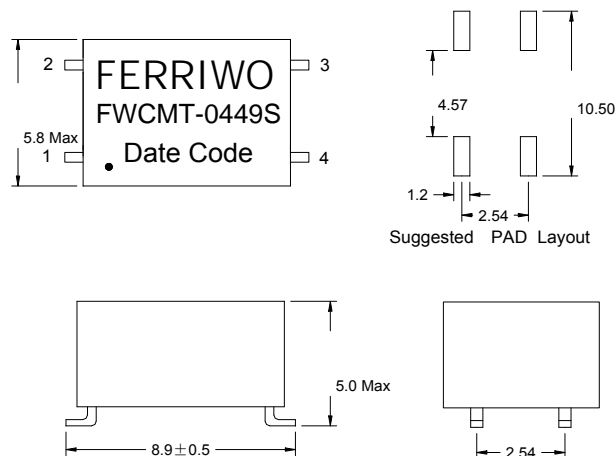 2
3
FERRIWO
FWCMT-0449S
5.8 Max
1
4
Date Code
4.57
10.50
1.2
2.54
Suggested PAD Layout
5.0 Max
8.9±0.5
2.54